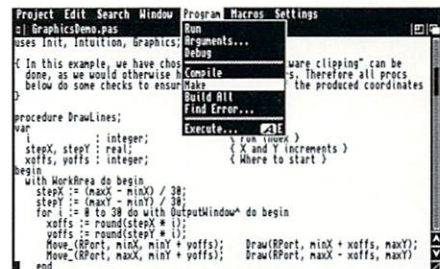 Project Edit Search Window Program Macros Settings
GraphicsDemo.pas
Run
Arguments...
Debug
Compile
Make
Build All
Find Error...
Execute... E
uses Init, Intuition, Graphics;
{ In this example, we have chos ware clipping" can be
done, as we would otherwise h rs. Therefore all procs
below do some checks to ensur the produced coordinates
}
procedure DrawLines;
var
i : integer; { run index }
stepX, stepY : real; { X and Y increments }
xoffs, yoffs : integer; { Where to start }
begin
with WorkArea do begin
stepX := (maxX - minX) / 30;
stepY := (maxY - minY) / 30;
for i := 0 to 30 do with OutputWindow^ do begin
xoffs := round(stepX * i);
yoffs := round(stepY * i);
Move_(RPort, minX, minY + yoffs); Draw(RPort, minX + xoffs, maxY);
Move_(RPort, maxX, maxY - yoffs); Draw(RPort, maxX - xoffs, minY)
end